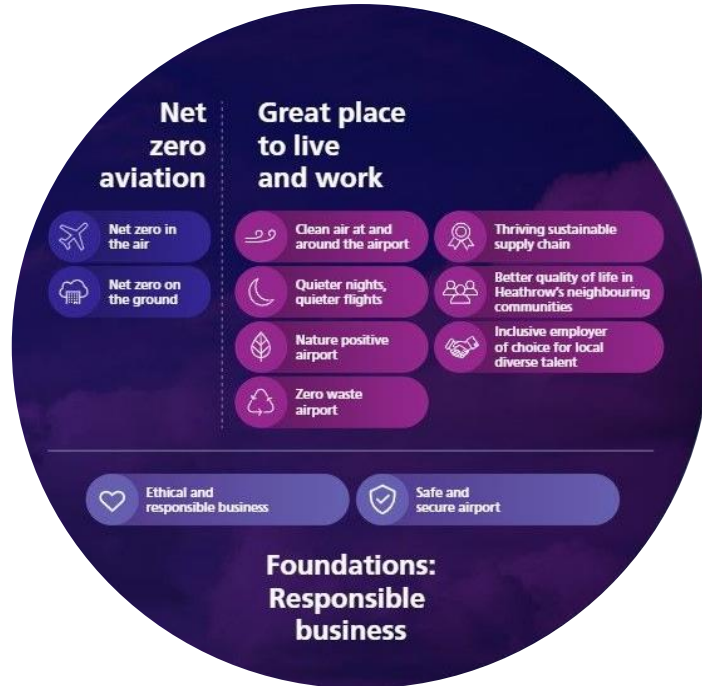 Net
zero
aviation
Net zero in
the air
Net zero on
the ground
Great place
to live
and work
Clean air at and
around the airport
Quieter nights,
quieter flights
Nature positive
airport
Zero waste
airport
Thriving sustainable
supply chain
Better quality of life in
Heathrow's neighbouring
communities
Inclusive employer
of choice for local
diverse talent
Ethical and
responsible business
Safe and
secure airport
Foundations:
Responsible
business